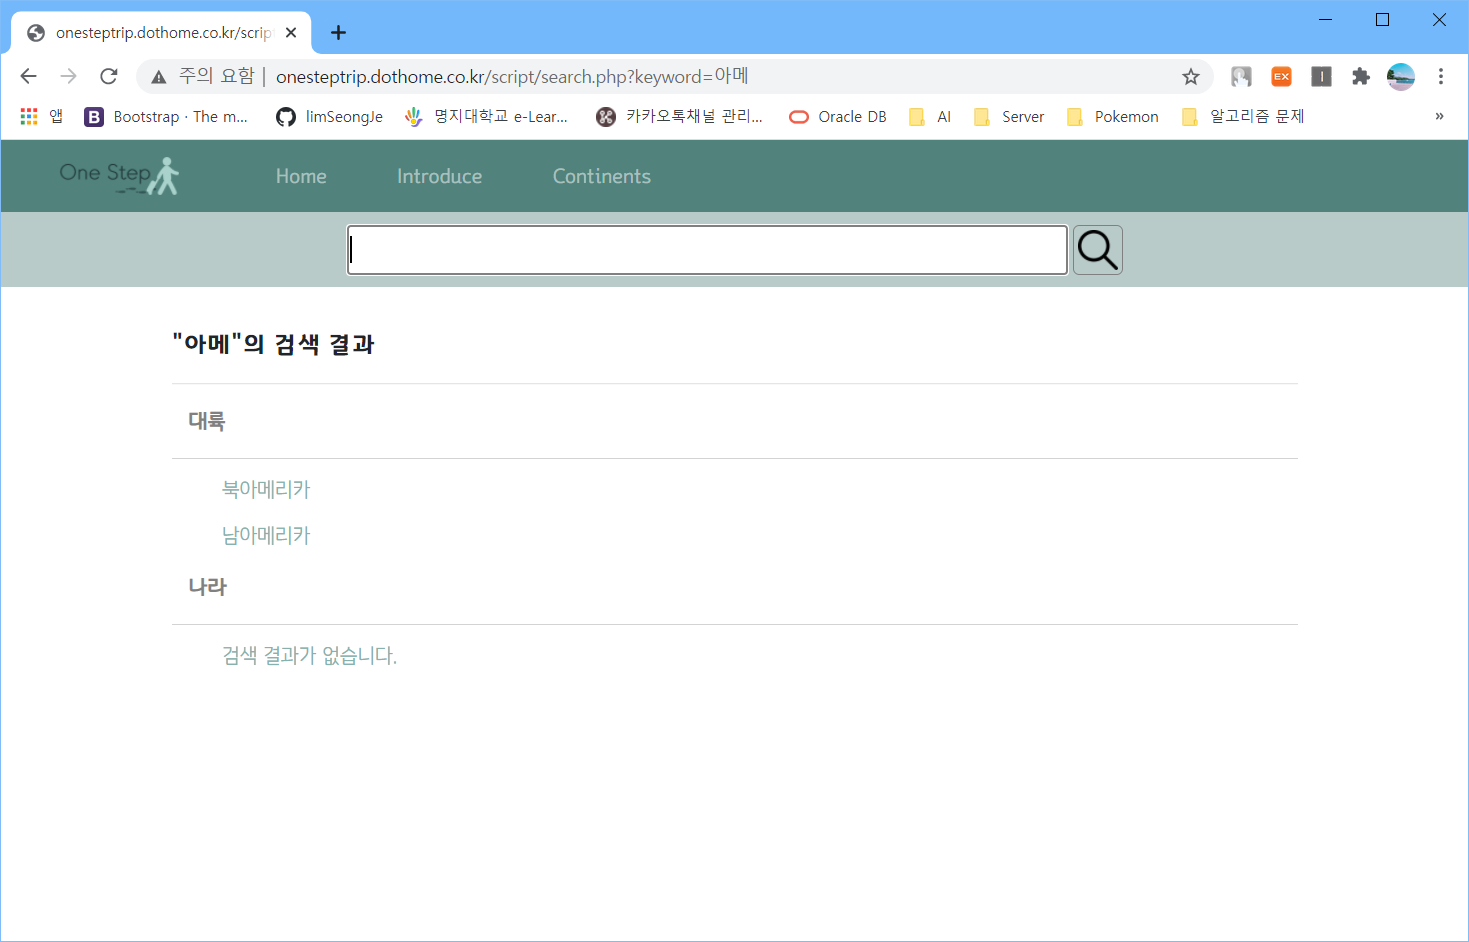 onesteptrip.dothome.co.kr/script
주의 요함 | onesteptrip.dothome.co.kr/script/search.php?keyword=아메
EX
앱 B Bootstrap · The m... limSeongJe 명지대학교 e-Lear... 카카오톡채널 관리... Oracle DB AI Server Pokemon 알고리즘 문제 »
One Step Home Introduce Continents
"아메"의 검색 결과
대륙
북아메리카
남아메리카
나라
검색 결과가 없습니다.